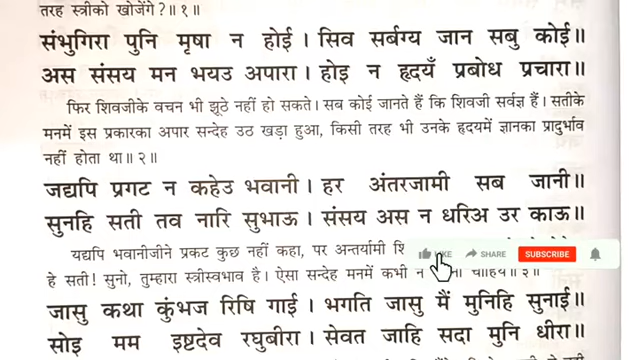 तरह स्त्रीको खोजेंगे ? ॥ १ ॥
संभुगिरा पुनि मृषा न होई । सिव सर्बग्य जान सबु कोई॥
अस संसय मन भयउ अपारा। होइ न हृदयँ प्रबोध प्रचारा॥
फिर शिवजीके वचन भी झूठे नहीं हो सकते। सब कोई जानते हैं कि शिवजी सर्वज्ञ हैं। सतीके
मनमें इस प्रकारका अपार सन्देह उठ खड़ा हुआ, किसी तरह भी उनके हृदयमें ज्ञानका प्रादुर्भाव
नहीं होता था॥ २॥
जद्यपि प्रगट न कहेउ भवानी । हर अंतरजामी सब जानी॥
सुनहि सती तव नारि सुभाऊ । संसय अस न धरिअ उर काऊ॥
यद्यपि भवानीजीने प्रकट कुछ नहीं कहा, पर अन्तर्यामी
LIKE SHARE SUBSCRIBE
हे सती! सुनो, तुम्हारा स्त्रीस्वभाव है। ऐसा सन्देह मनमें कभी न चाहिये॥ ३॥
जासु कथा कुंभज रिषि गाई । भगति जासु मैं मुनिहि सुनाई॥
सोइ मम इष्टदेव रघुबीरा । सेवत जाहि सदा मुनि धीरा॥